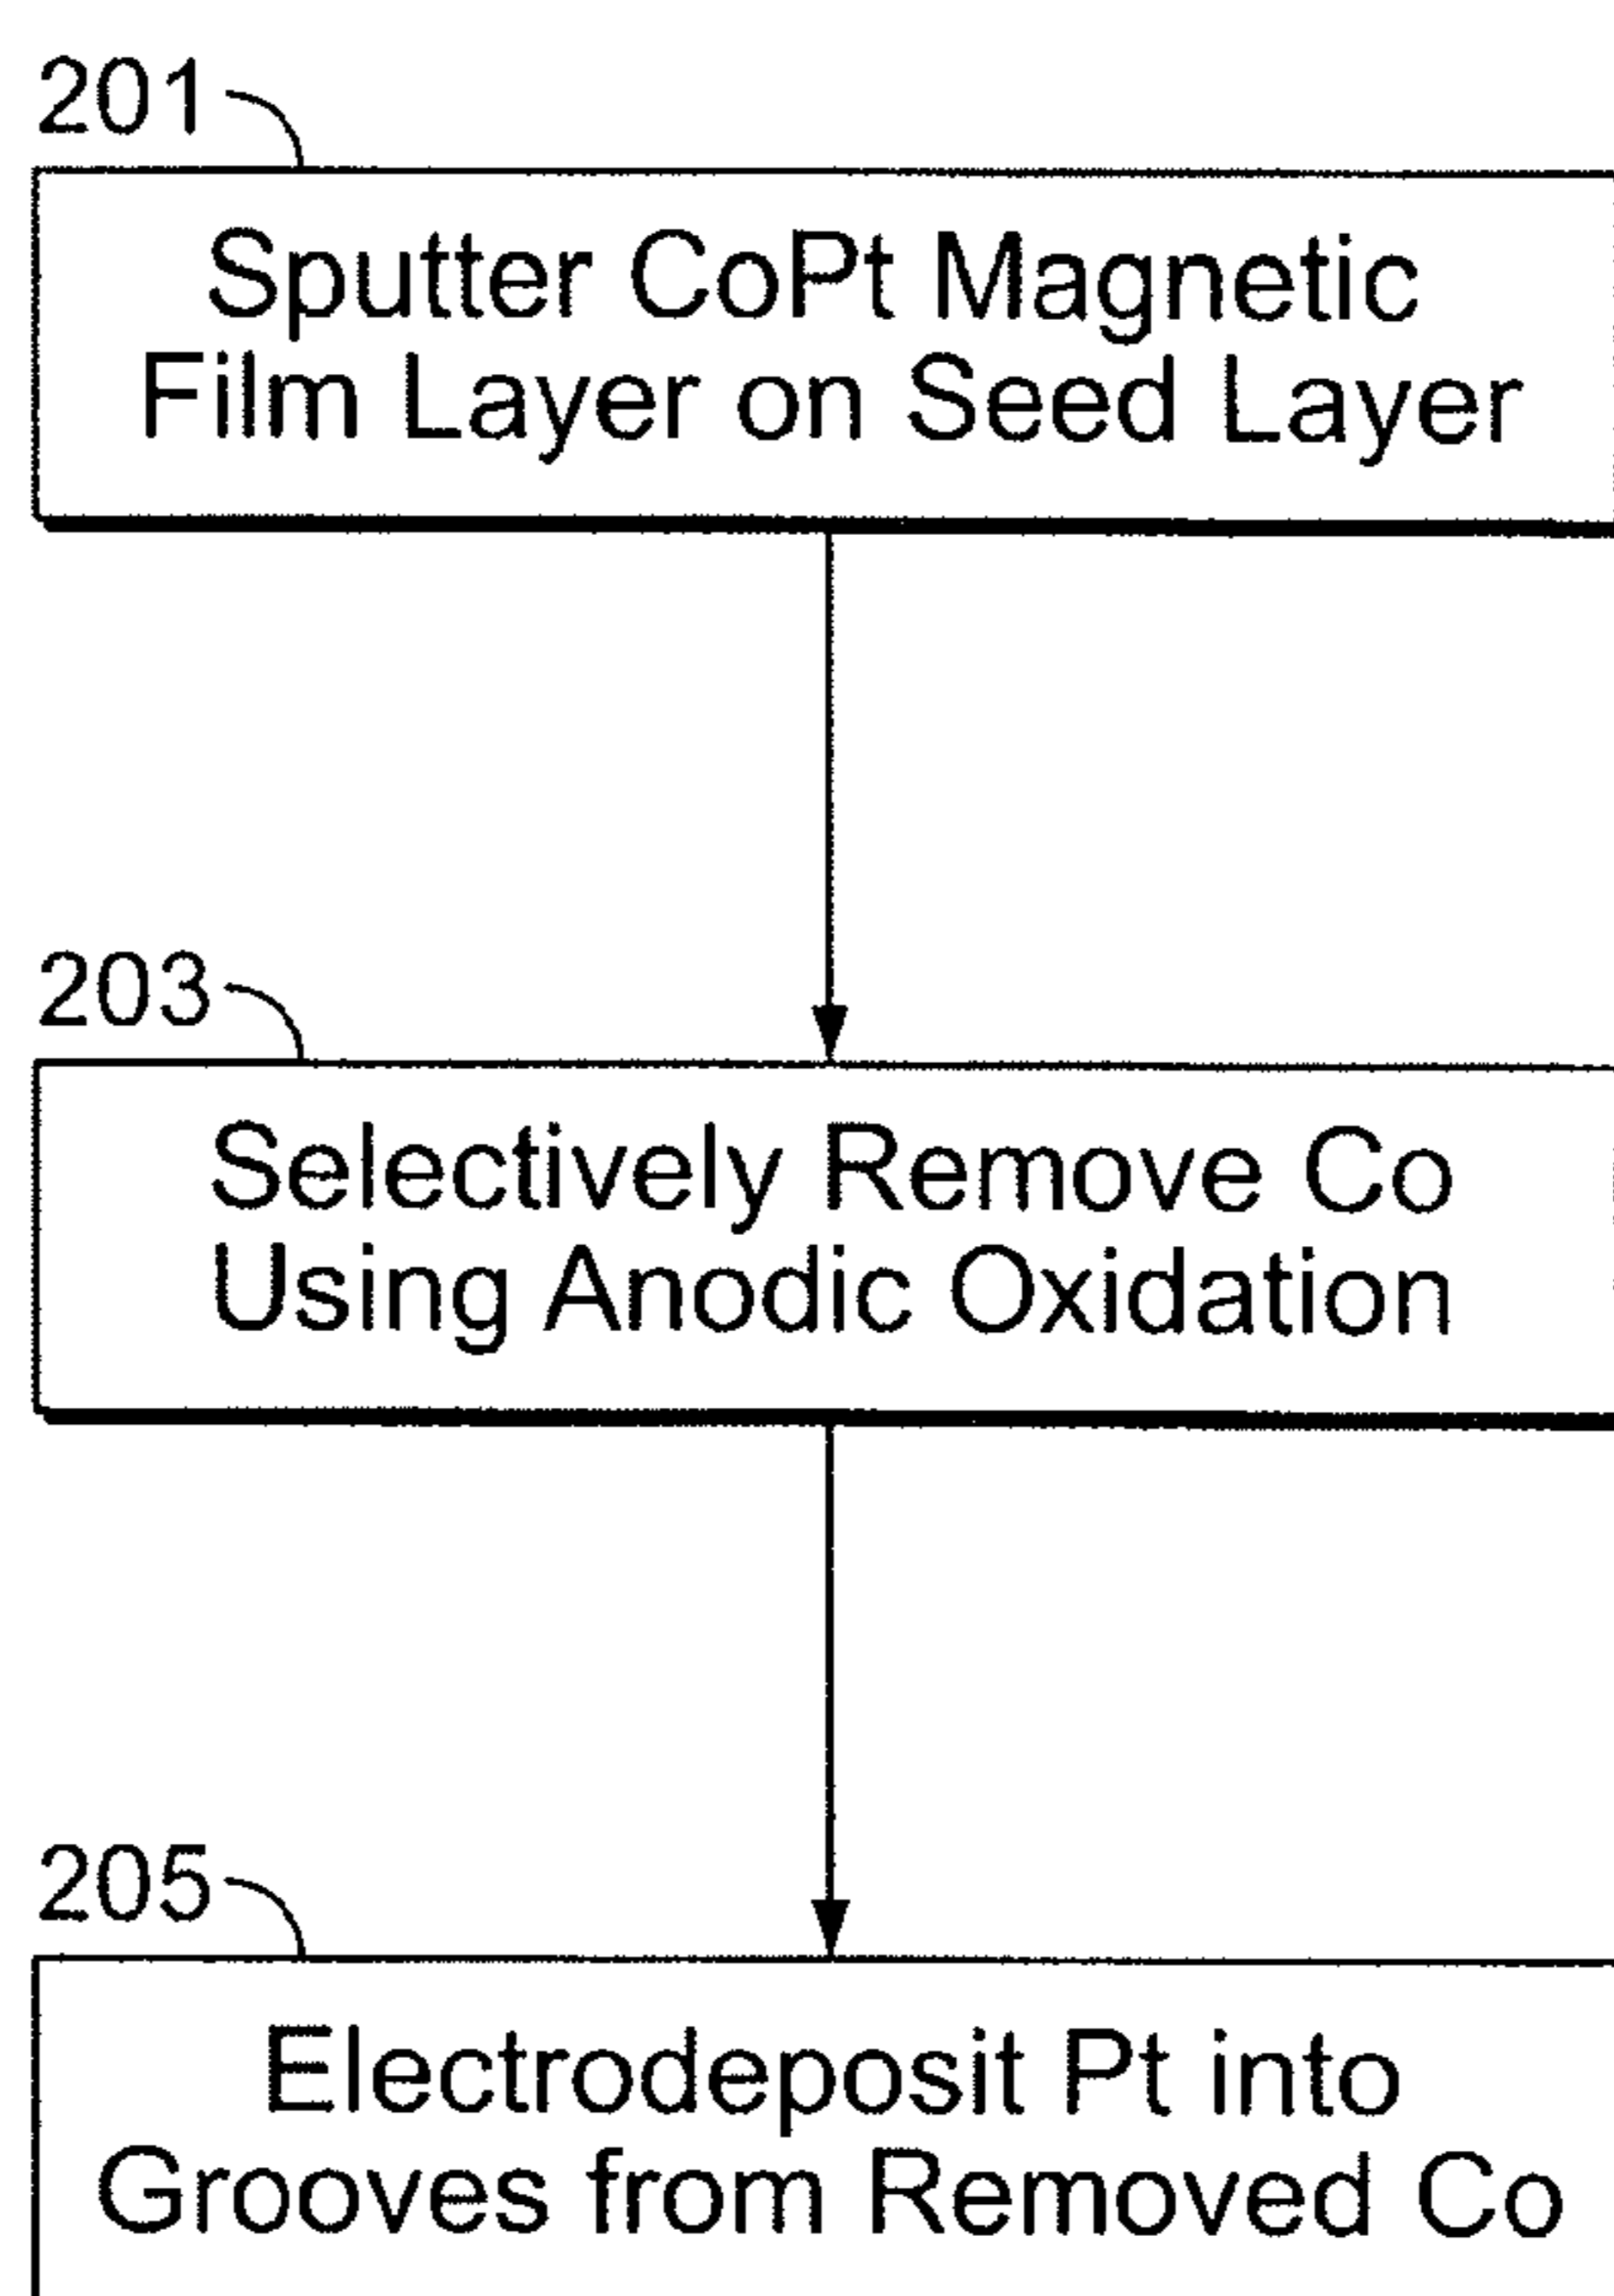 201
Sputter CoPt Magnetic
Film Layer on Seed Layer
203
Selectively Remove Co
Using Anodic Oxidation
205
Electrodeposit Pt into
Grooves from Removed Co